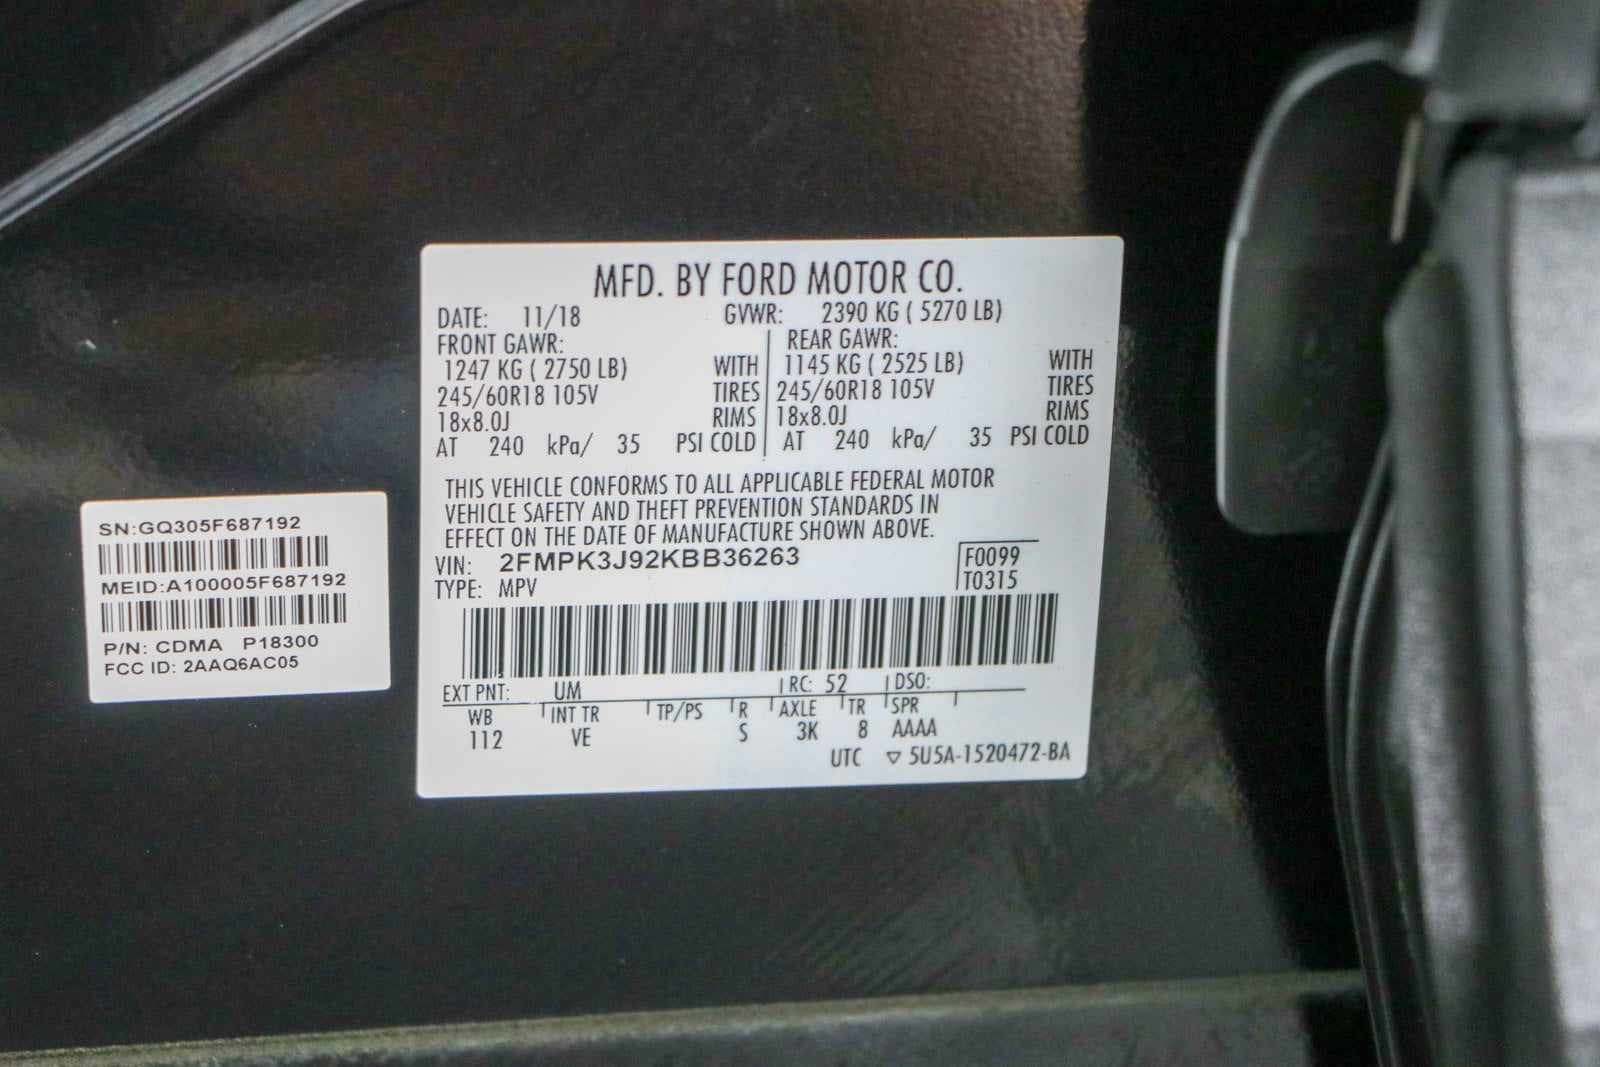 MFD. BY FORD MOTOR CO.
DATE: 11/18 GVWR: 2390 KG ( 5270 LB)
FRONT GAWR: REAR GAWR:
1247 KG ( 2750 LB) WITH 1145 KG ( 2525 LB) WITH
245/60R18 105V TIRES 245/60R18 105V TIRES
18x8.0J RIMS 18x8.0J RIMS
AT 240 kPa/ 35 PSI COLD AT 240 kPa/ 35 PSI COLD
THIS VEHICLE CONFORMS TO ALL APPLICABLE FEDERAL MOTOR
VEHICLE SAFETY AND THEFT PREVENTION STANDARDS IN
EFFECT ON THE DATE OF MANUFACTURE SHOWN ABOVE.
VIN: 2FMPK3J92KBB36263 F0099
TYPE: MPV T0315
EXT PNT: UM RC: 52 DSO:
WB INT TR TP/PS R AXLE TR SPR
112 VE S 3K 8 AAAA
UTC ▽ 5U5A-1520472-BA
SN:GQ305F687192
MEID:A100005F687192
P/N: CDMA P18300
FCC ID: 2AAQ6AC05